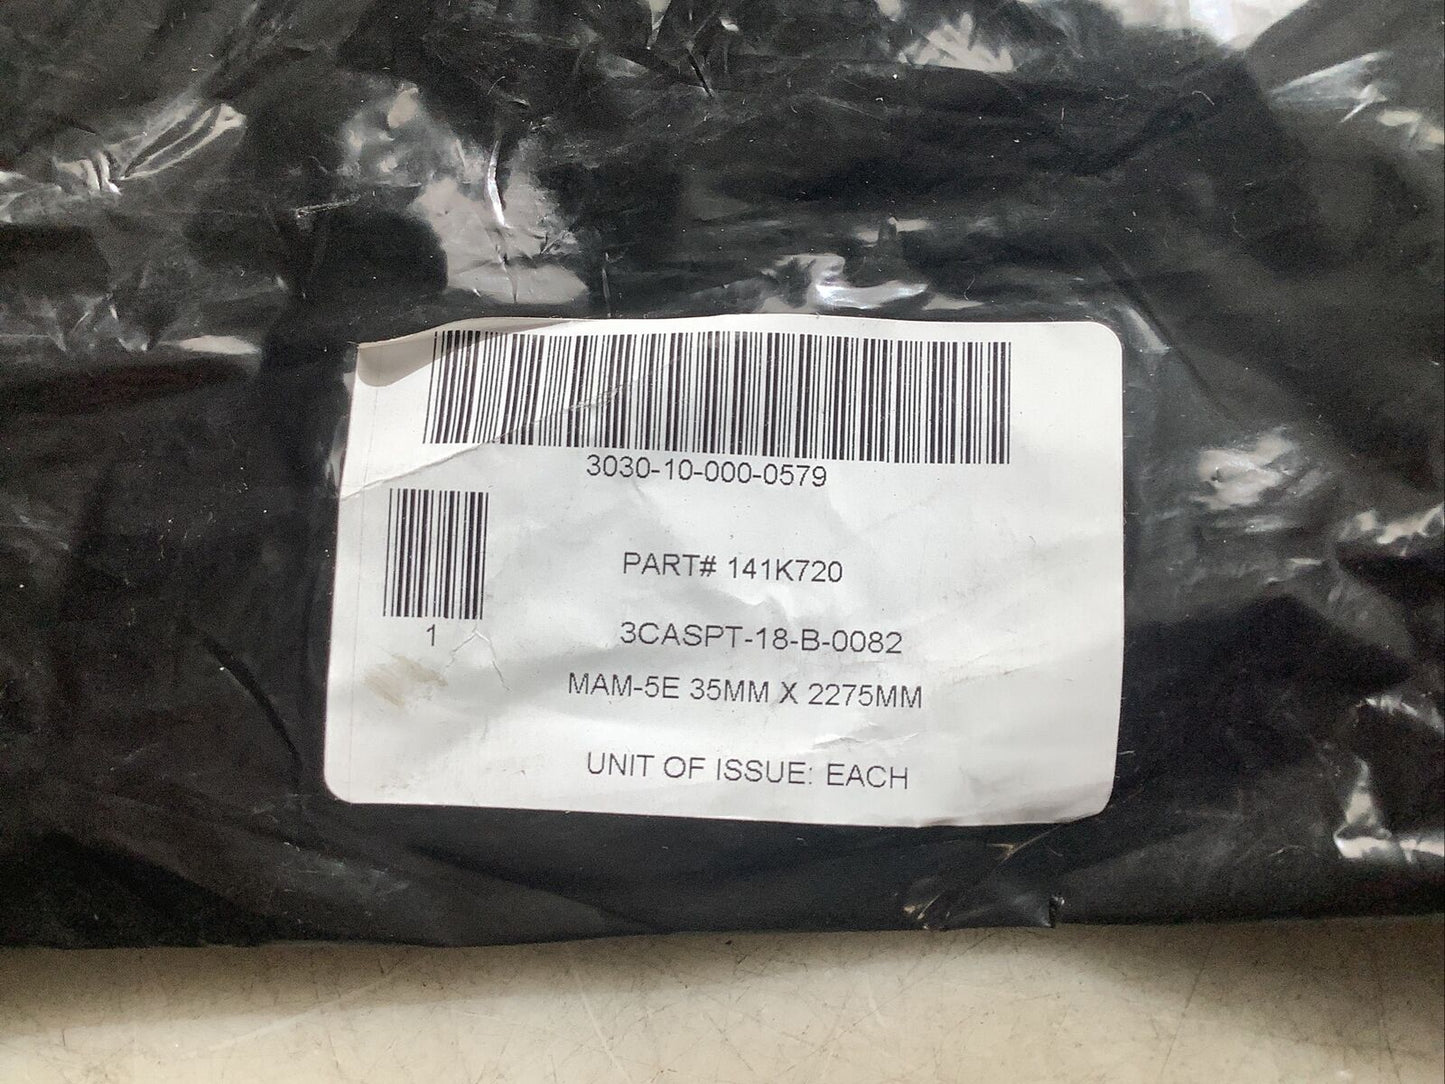 3030-10-000-0579
1
PART# 141K720
3CASPT-18-B-0082
MAM-5E 35MM X 2275MM
UNIT OF ISSUE: EACH